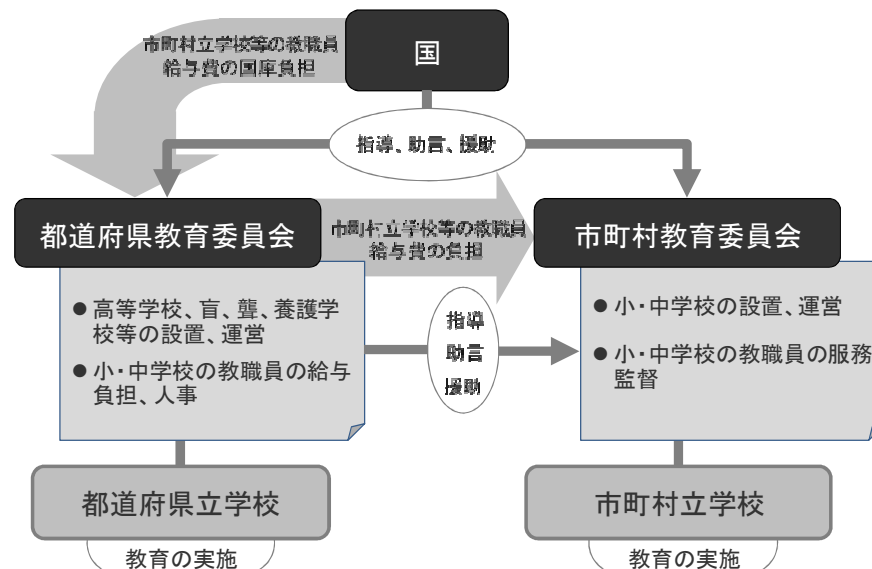 国
市町村立学校等の教職員
給与費の国庫負担
指導、助言、援助
都道府県教育委員会
市町村立学校等の教職員
給与費の負担
市町村教育委員会
● 高等学校、盲、聾、養護学
校等の設置、運営
● 小・中学校の教職員の給与
負担、人事
指導
助言
援助
● 小・中学校の設置、運営
● 小・中学校の教職員の服務
監督
都道府県立学校
市町村立学校
教育の実施
教育の実施